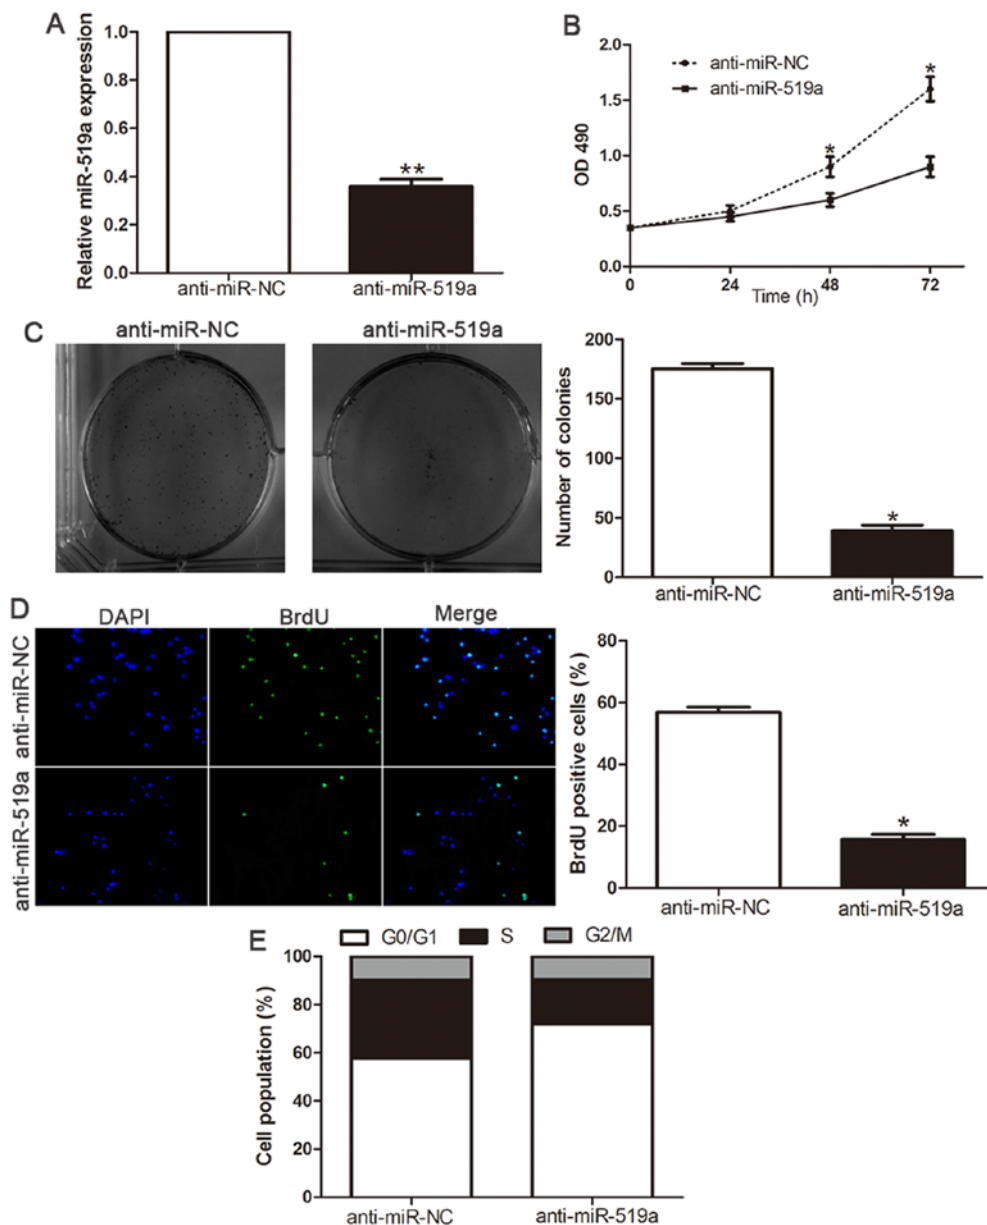 A
Relative miR-519a expression
1.0
0.8
0.6
0.4
0.2
0.0
**
anti-miR-NC
anti-miR-519a
B
OD 490
2.0
1.5
1.0
0.5
0.0
anti-miR-NC
anti-miR-519a
*
*
0
24
48
72
Time (h)
C
anti-miR-NC
anti-miR-519a
Number of colonies
200
150
100
50
0
*
anti-miR-NC
anti-miR-519a
D
DAPI
BrdU
Merge
anti-miR-NC
anti-miR-519a
BrdU positive cells (%)
80
60
40
20
0
*
anti-miR-NC
anti-miR-519a
E
G0/G1
S
G2/M
Cell population (%)
100
80
60
40
20
0
anti-miR-NC
anti-miR-519a